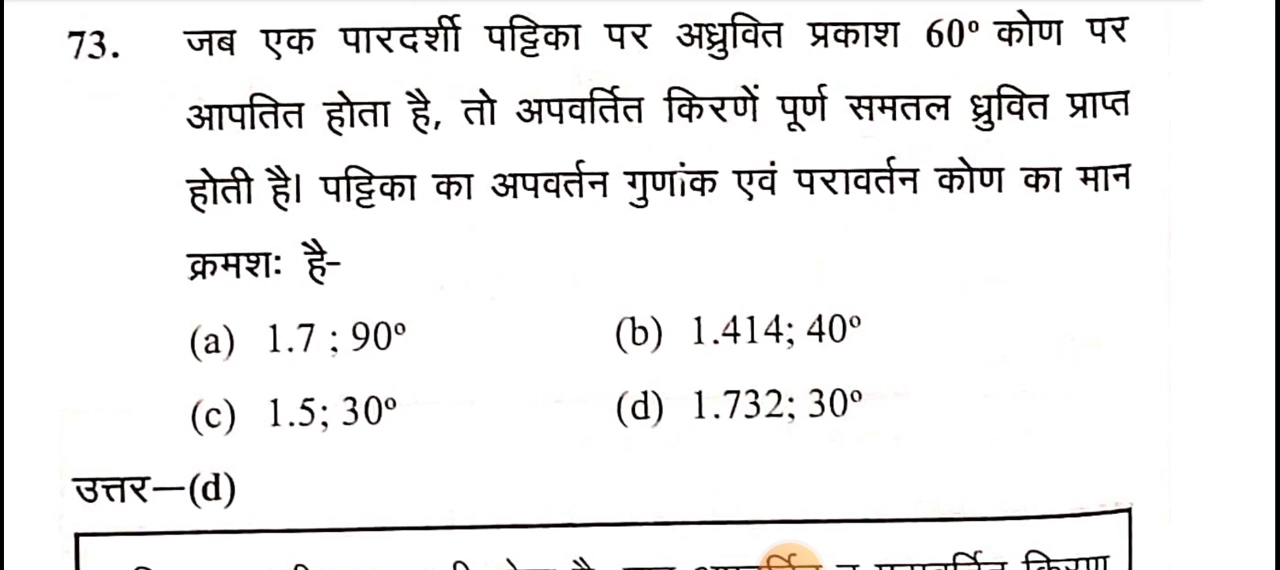 73. जब एक पारदर्शी पट्टिका पर अध्रुवित प्रकाश 60° कोण पर
आपतित होता है, तो अपवर्तित किरणें पूर्ण समतल ध्रुवित प्राप्त
होती है। पट्टिका का अपवर्तन गुणांक एवं परावर्तन कोण का मान
क्रमशः है-
(a) 1.7 ; 90° (b) 1.414; 40°
(c) 1.5; 30° (d) 1.732; 30°
उत्तर—(d)